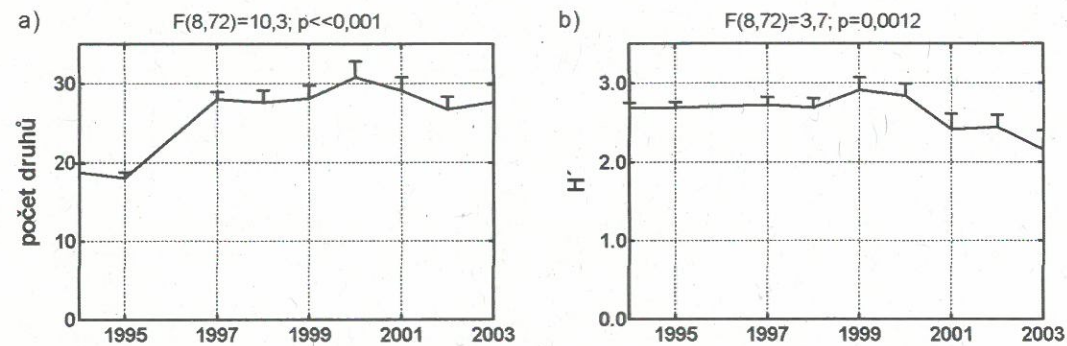 a) F(8,72)=10,3; p<<0,001
počet druhů
30
20
10
0
1995 1997 1999 2001 2003
b) F(8,72)=3,7; p=0,0012
H´
3.0
2.0
1.0
0.0
1995 1997 1999 2001 2003